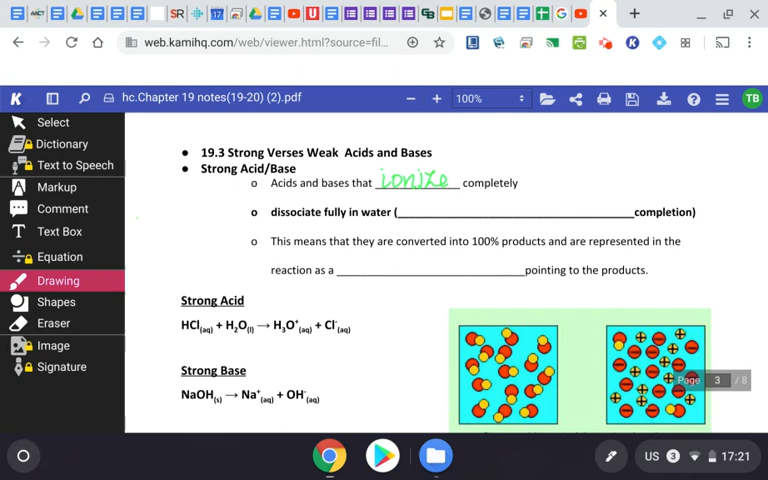 web.kamihq.com/web/viewer.html?source=fil...
K hc.Chapter 19 notes(19-20) (2).pdf − + 100% TB
Select
Dictionary
Text to Speech
Markup
Comment
Text Box
Equation
Drawing
Shapes
Eraser
Image
Signature
● 19.3 Strong Verses Weak Acids and Bases
● Strong Acid/Base
o Acids and bases that ionize completely
o dissociate fully in water (______________________________completion)
o This means that they are converted into 100% products and are represented in the
reaction as a ________________________pointing to the products.
Strong Acid
HCl(aq) + H2O(l) → H3O+(aq) + Cl-(aq)
Strong Base
NaOH(s) → Na+(aq) + OH-(aq)
Page 3 / 8
US 3 17:21